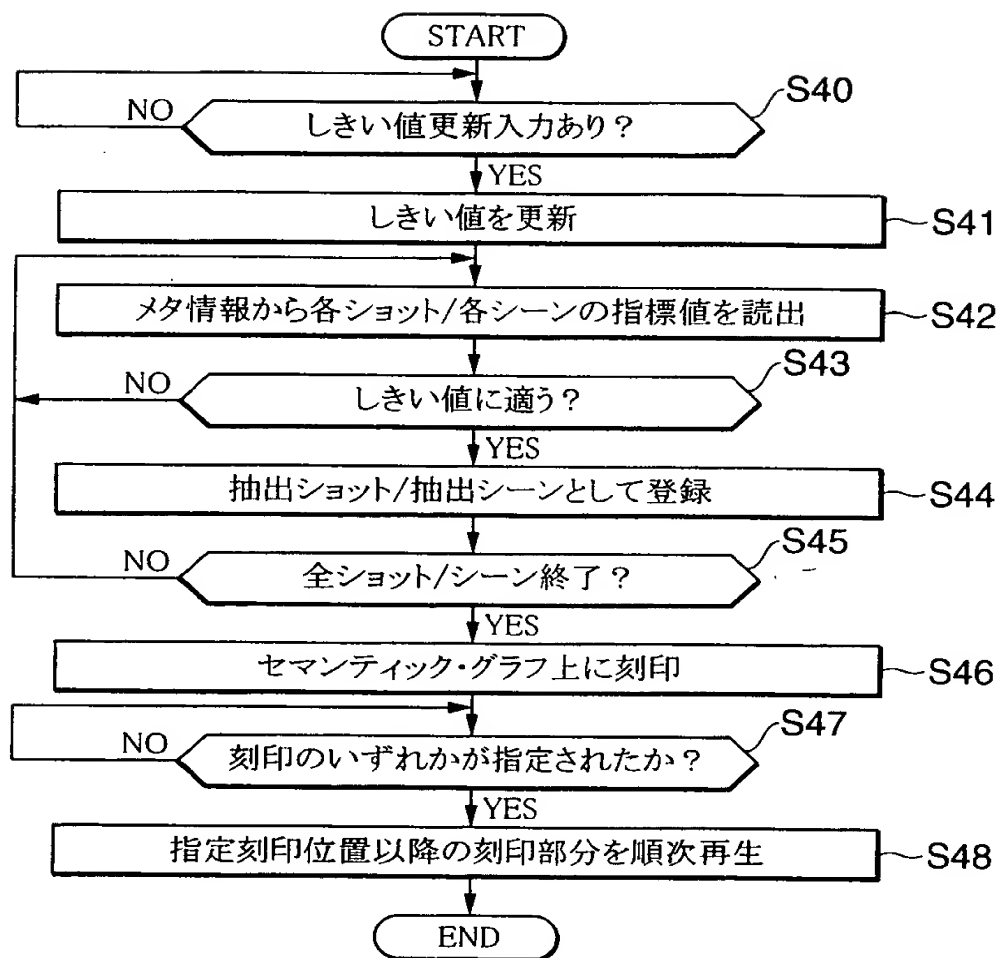 START
S40
NO
しきい値更新入力あり？
YES
しきい値を更新
S41
メタ情報から各ショット/各シーンの指標値を読出
S42
S43
NO
しきい値に適う？
YES
抽出ショット/抽出シーンとして登録
S44
S45
NO
全ショット/シーン終了？
YES
セマンティック・グラフ上に刻印
S46
S47
NO
刻印のいずれかが指定されたか？
YES
指定刻印位置以降の刻印部分を順次再生
S48
END